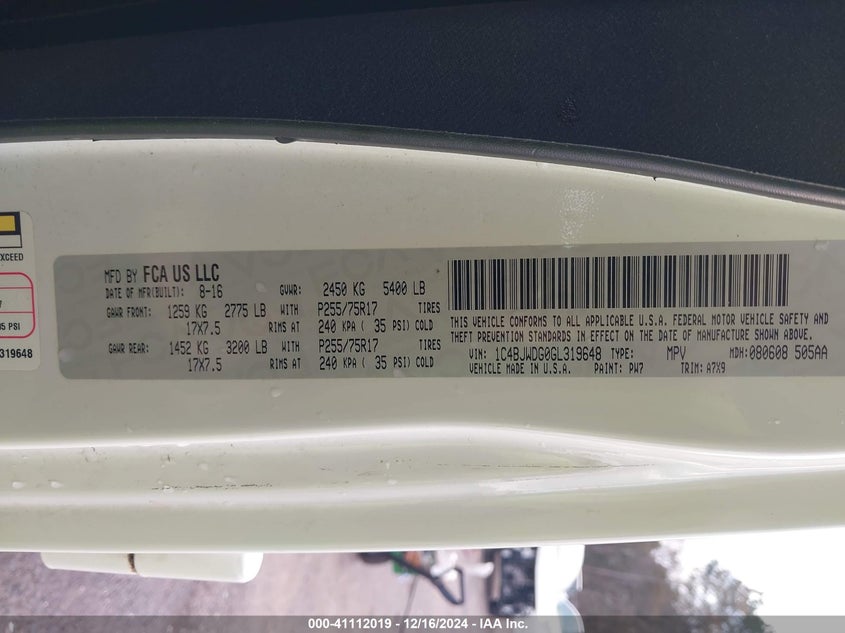 XCEED
35 PSI
319648
MFD BY FCA US LLC
DATE OF MFR(BUILT): 8-16 GVWR: 2450 KG 5400 LB
GAWR FRONT: 1259 KG 2775 LB WITH P255/75R17 TIRES
17X7.5 RIMS AT 240 KPA ( 35 PSI) COLD
GAWR REAR: 1452 KG 3200 LB WITH P255/75R17 TIRES
17X7.5 RIMS AT 240 KPA ( 35 PSI) COLD
THIS VEHICLE CONFORMS TO ALL APPLICABLE U.S.A. FEDERAL MOTOR VEHICLE SAFETY AND
THEFT PREVENTION STANDARDS IN EFFECT ON THE DATE OF MANUFACTURE SHOWN ABOVE.
VIN: 1C4BJWDG0GL319648 TYPE: MPV MDH: 080608 505AA
VEHICLE MADE IN U.S.A. PAINT: PW7 TRIM: A7X9
000-41112019 - 12/16/2024 - IAA Inc.